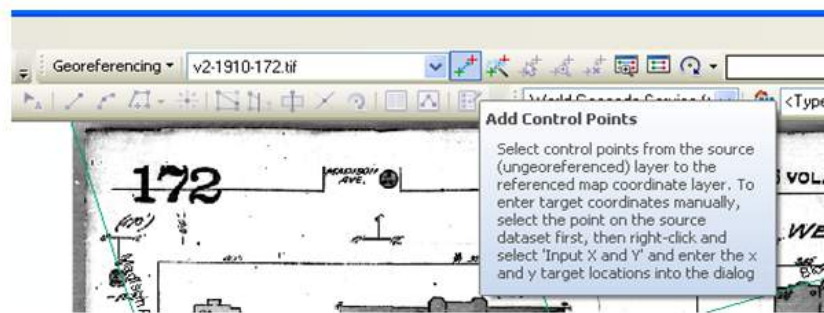 Georeferencing
v2-1910-172.tif
<Type
Add Control Points
Select control points from the source
(ungeoreferenced) layer to the
referenced map coordinate layer. To
enter target coordinates manually,
select the point on the source
dataset first, then right-click and
select 'Input X and Y' and enter the x
and y target locations into the dialog
172
MADISON
AVE.
VOL.
WE
Madison